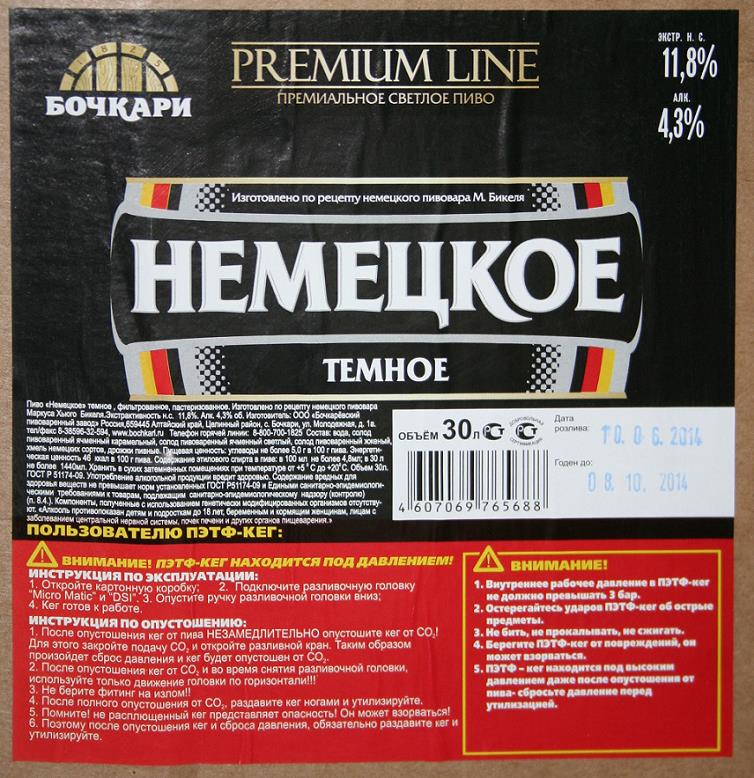 1825
БОЧКАРИ
PREMIUM LINE
ПРЕМИАЛЬНОЕ СВЕТЛОЕ ПИВО
ЭКСТР. Н. С.
11,8%
АЛК.
4,3%
Изготовлено по рецепту немецкого пивовара М. Бикеля
НЕМЕЦКОЕ
ТЕМНОЕ
Пиво «Немецкое» темное , фильтрованное, пастеризованное. Изготовлено по рецепту немецкого пивовара
Маркуса Хьюго Бикеля.Экстрактивность н.с. 11,8%. Алк. 4,3% об. Изготовитель: ООО «Бочкарёвский
пивоваренный завод» Россия,659445 Алтайский край, Целинный район, с. Бочкари, ул. Молодежная, д. 1а.
тел/факс 8-38596-32-594, www.bochkari.ru Телефон горячей линии: 8-800-700-1825 Состав: вода, солод
пивоваренный ячменный карамельный, солод пивоваренный ячменный светлый, солод пивоваренный жженый,
хмель немецких сортов, дрожжи пивные. Пищевая ценность: углеводы не более 5,0 г в 100 г пива. Энергети-
ческая ценность 46 ккал в 100 г пива. Содержание этилового спирта в пиве: в 100 мл не более 4,8мл; в 30 л
не более 1440мл. Хранить в сухих затемненных помещениях при температуре от +5 °С до +20°С. Объем 30л.
ГОСТ Р 51174-09. Употребление алкогольной продукции вредит здоровью. Содержание вредных для
здоровья веществ не превышает норм установленных ГОСТ Р51174-09 и Едиными санитарно-эпидемиологи-
ческими требованиями к товарам, подлежащим санитарно-эпидемиологическому надзору (контролю)
(п. 8.4.). Компоненты, полученные с использованием генетически модифицированных организмов отсутству-
ют. «Алкоголь противопоказан детям и подросткам до 18 лет, беременным и кормящим женщинам, лицам с
заболеванием центральной нервной системы, почек печени и других органов пищеварения.»
ОБЪЁМ 30л
ДОБРОВОЛЬНАЯ
СЕРТИФИКАЦИЯ
4 607069 765688
Дата
розлива:
10.06.2014
Годен до:
08.10.2014
ПОЛЬЗОВАТЕЛЮ ПЭТФ-КЕГ:
ВНИМАНИЕ! ПЭТФ-КЕГ НАХОДИТСЯ ПОД ДАВЛЕНИЕМ!
ИНСТРУКЦИЯ ПО ЭКСПЛУАТАЦИИ:
1. Откройте картонную коробку; 2. Подключите разливочную головку
"Micro Matic" и "DSI". 3. Опустите ручку разливочной головки вниз;
4. Кег готов к работе.
ИНСТРУКЦИЯ ПО ОПУСТОШЕНИЮ:
1. После опустошения кег от пива НЕЗАМЕДЛИТЕЛЬНО опустошите кег от CO₂!
Для этого закройте подачу CO₂ и откройте разливной кран. Таким образом
произойдет сброс давления и кег будет опустошен от CO₂.
2. После опустошения кег от CO₂ и во время снятия разливочной головки,
используйте только движение головки по горизонтали!!!
3. Не берите фитинг на излом!!
4. После полного опустошения от CO₂, раздавите кег ногами и утилизируйте.
5. Помните! не расплющенный кег представляет опасность! Он может взорваться!
6. Поэтому после опустошения кег и сброса давления, обязательно раздавите кег и
утилизируйте.
ВНИМАНИЕ!
1. Внутреннее рабочее давление в ПЭТФ-кег
не должно превышать 3 бар.
2. Остерегайтесь ударов ПЭТФ-кег об острые
предметы.
3. Не бить, не прокалывать, не сжигать.
4. Берегите ПЭТФ-кег от повреждений, он
может взорваться.
5. ПЭТФ – кег находится под высоким
давлением даже после опустошения от
пива- сбросьте давление перед
утилизацией.